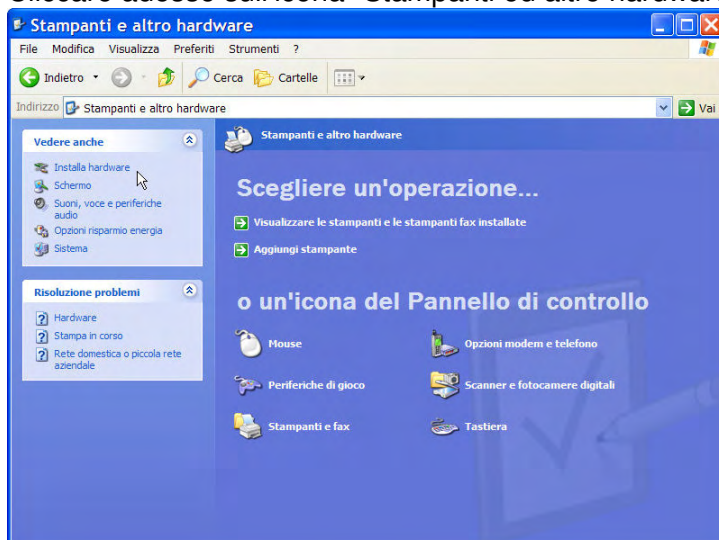 Stampanti e altro hardware
File Modifica Visualizza Preferiti Strumenti ?
Indietro Cerca Cartelle
Indirizzo Stampanti e altro hardware Vai
Vedere anche
Installa hardware
Schermo
Suoni, voce e periferiche
audio
Opzioni risparmio energia
Sistema
Risoluzione problemi
Hardware
Stampa in corso
Rete domestica o piccola rete
aziendale
Stampanti e altro hardware
Scegliere un'operazione...
Visualizzare le stampanti e le stampanti fax installate
Aggiungi stampante
o un'icona del Pannello di controllo
Mouse
Opzioni modem e telefono
Periferiche di gioco
Scanner e fotocamere digitali
Stampanti e fax
Tastiera